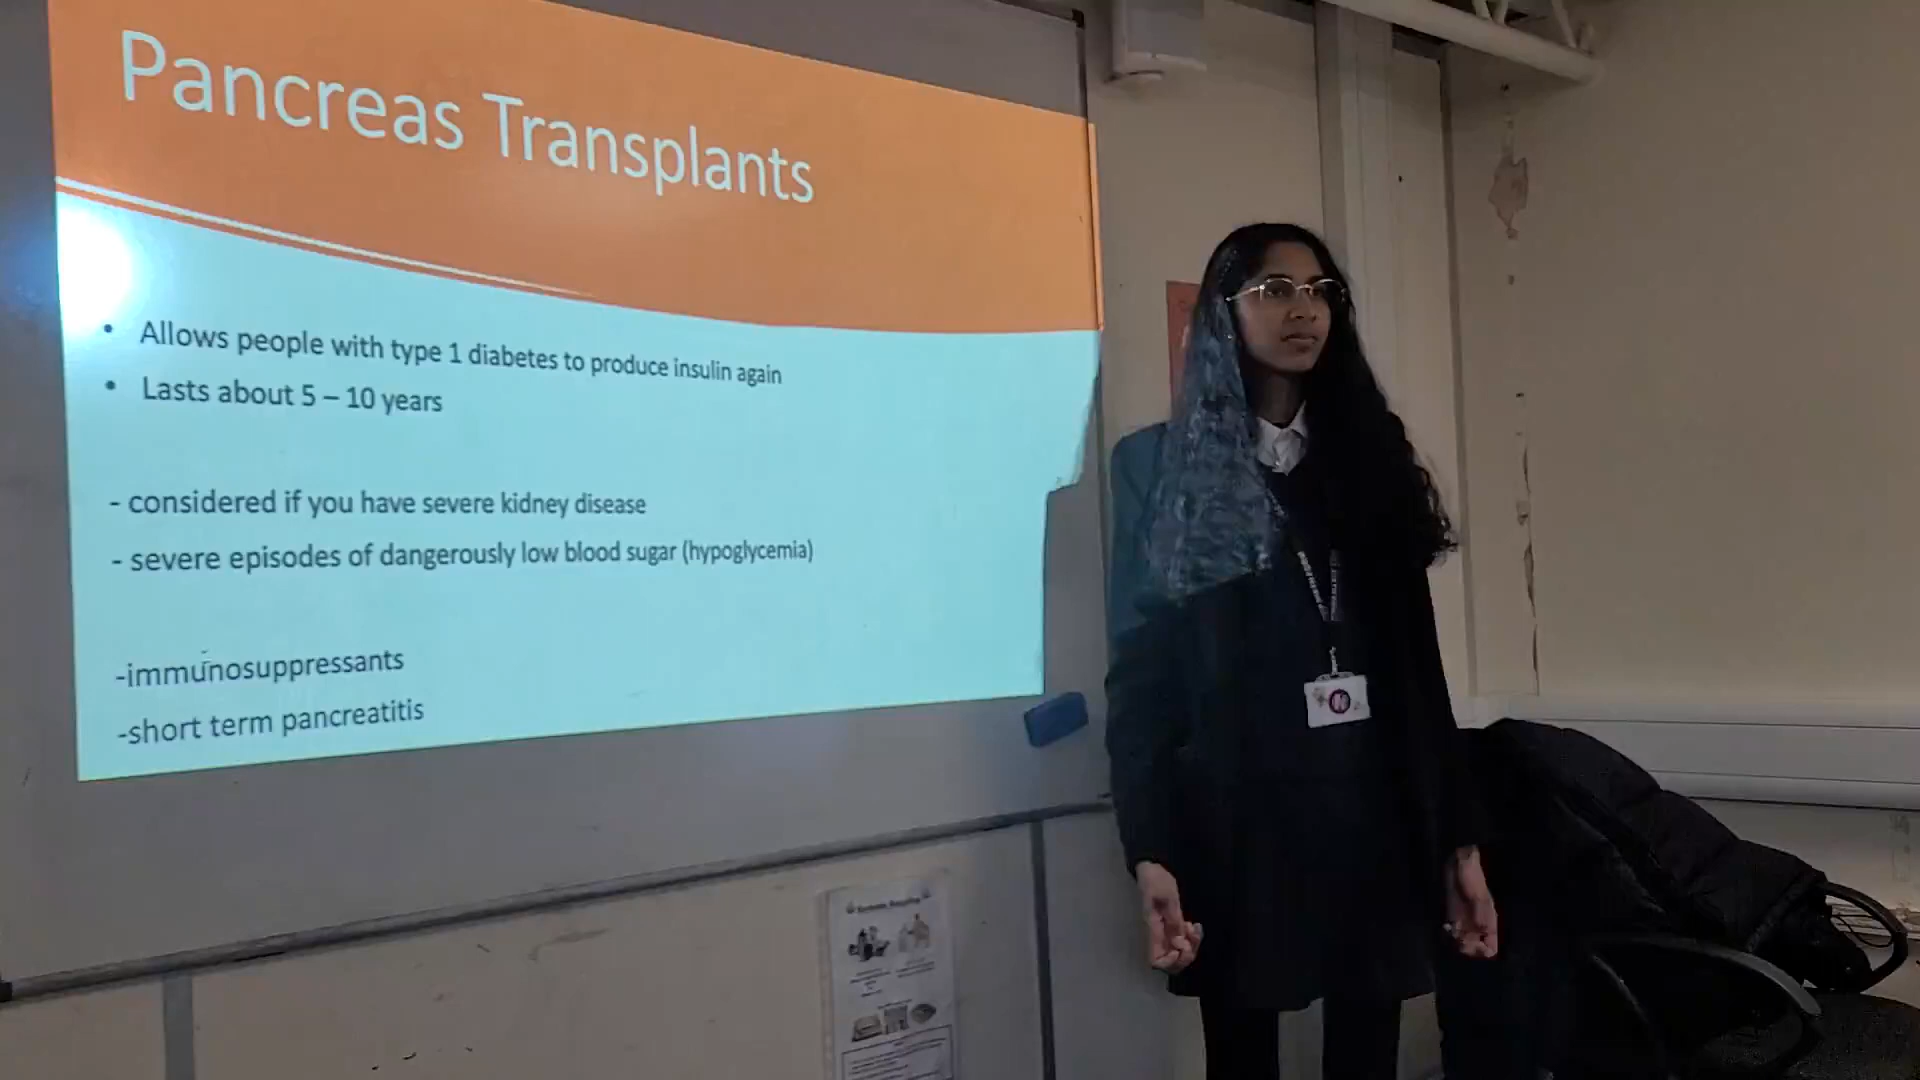 Pancreas Transplants
• Allows people with type 1 diabetes to produce insulin again
• Lasts about 5 – 10 years
- considered if you have severe kidney disease
- severe episodes of dangerously low blood sugar (hypoglycemia)
-immunosuppressants
-short term pancreatitis